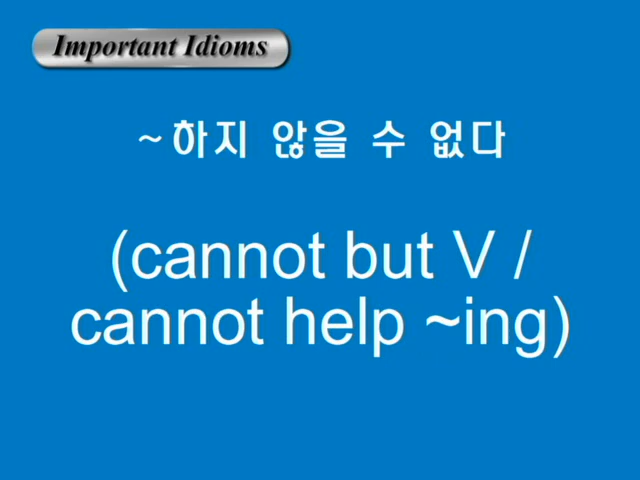 Important Idioms
~하지 않을 수 없다
(cannot but V /
cannot help ~ing)